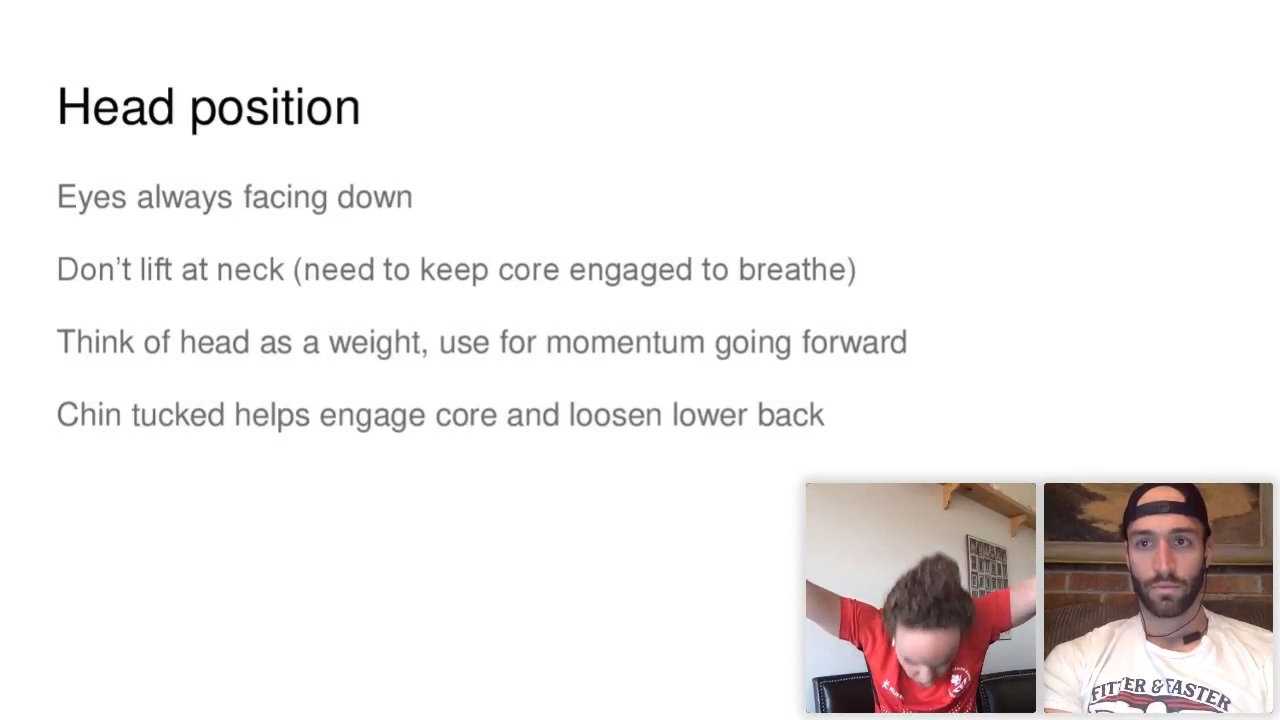 Head position
Eyes always facing down
Don’t lift at neck (need to keep core engaged to breathe)
Think of head as a weight, use for momentum going forward
Chin tucked helps engage core and loosen lower back
FITTER & FASTER